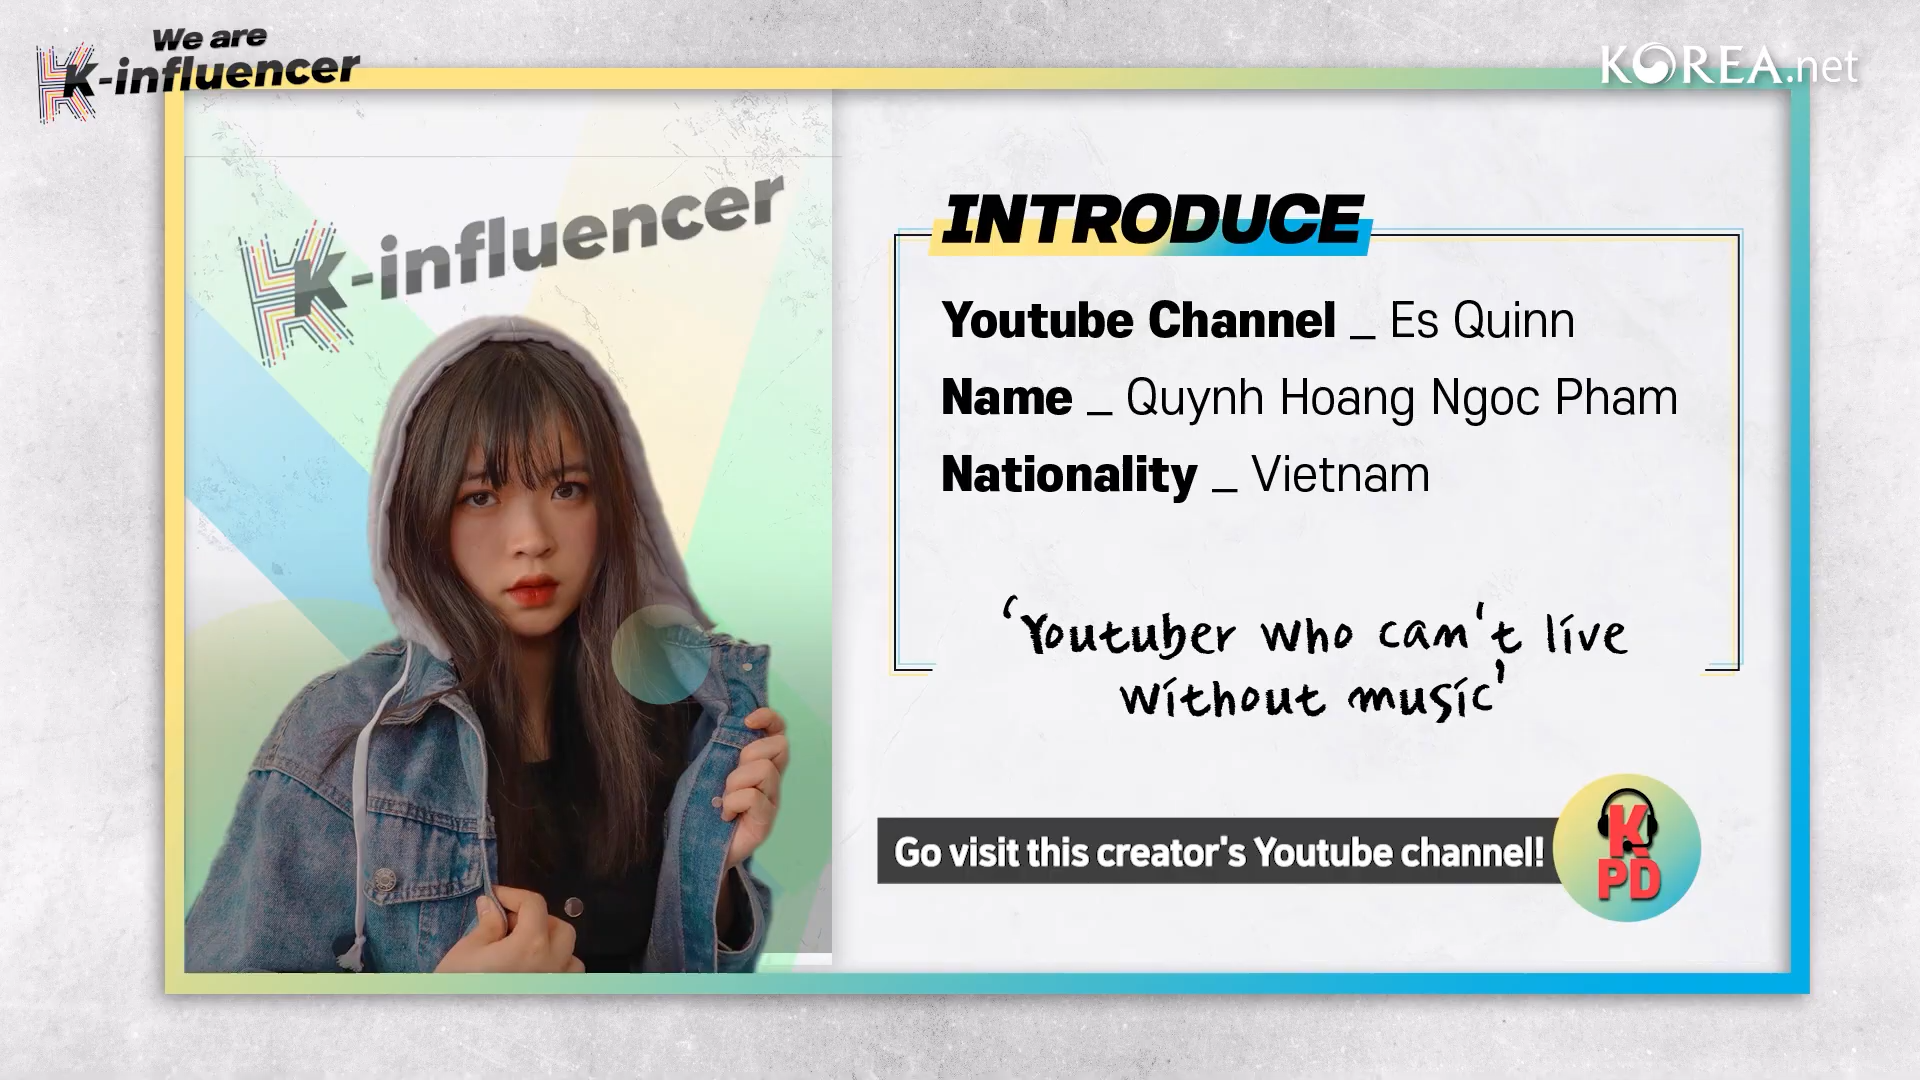 We are
K-influencer
KOREA.net
K-influencer
INTRODUCE
Youtube Channel _ Es Quinn
Name _ Quynh Hoang Ngoc Pham
Nationality _ Vietnam
‘Youtuber who can't live
without music’
Go visit this creator's Youtube channel!
K
PD